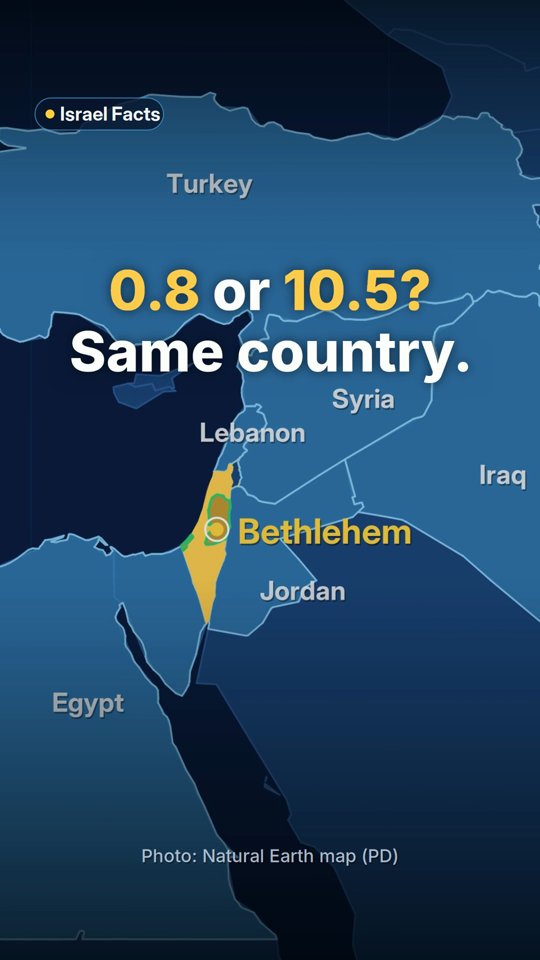 Israel Facts
Turkey
0.8 or 10.5?
Same country.
Syria
Lebanon
Iraq
Bethlehem
Jordan
Egypt
Photo: Natural Earth map (PD)